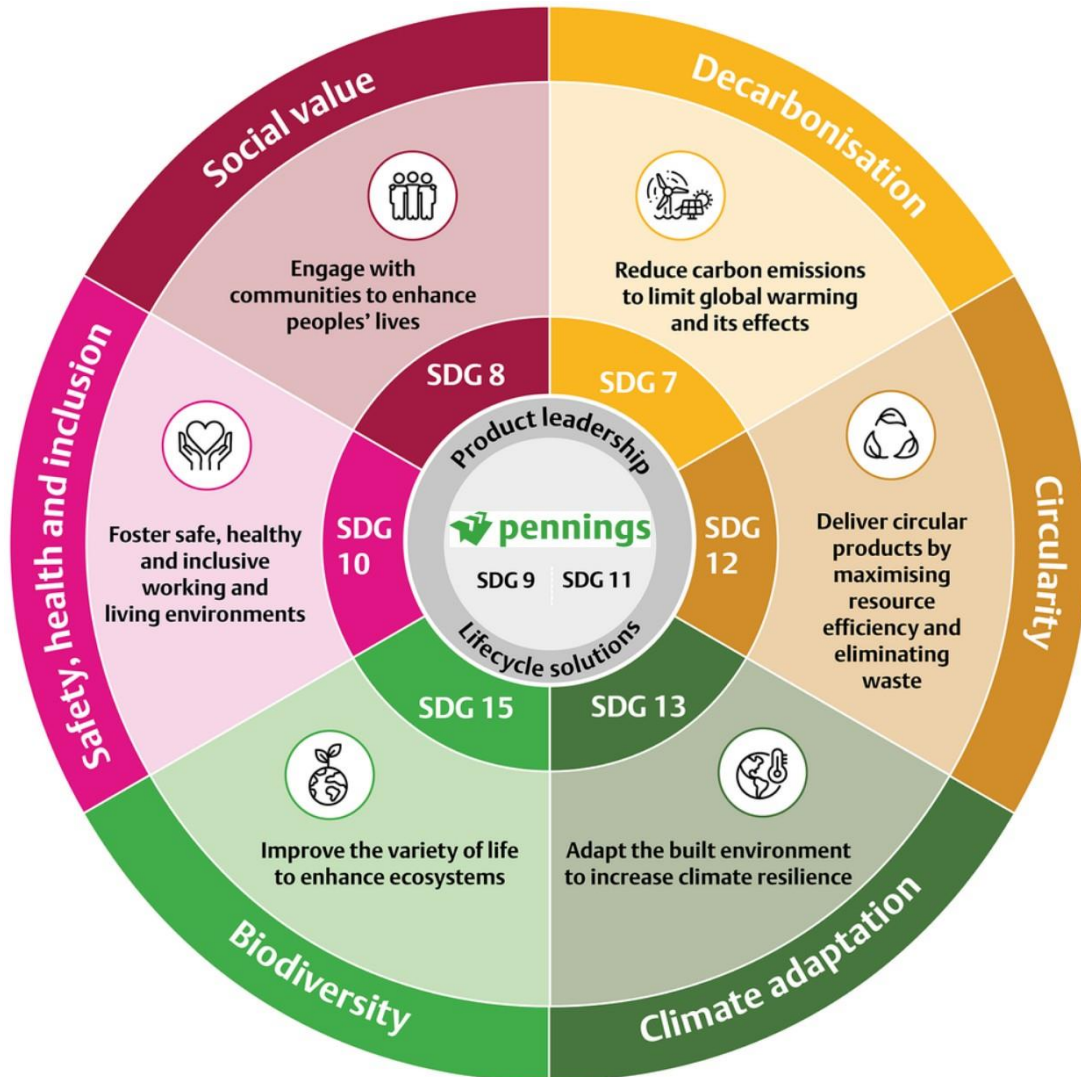 Social value
Engage with
communities to enhance
peoples’ lives
SDG 8
Decarbonisation
Reduce carbon emissions
to limit global warming
and its effects
SDG 7
Circularity
Deliver circular
products by
maximising
resource
efficiency and
eliminating
waste
SDG
12
Climate adaptation
Adapt the built environment
to increase climate resilience
SDG 13
Biodiversity
Improve the variety of life
to enhance ecosystems
SDG 15
Safety, health and inclusion
Foster safe, healthy
and inclusive
working and
living environments
SDG
10
Product leadership
pennings
SDG 9
SDG 11
Lifecycle solutions